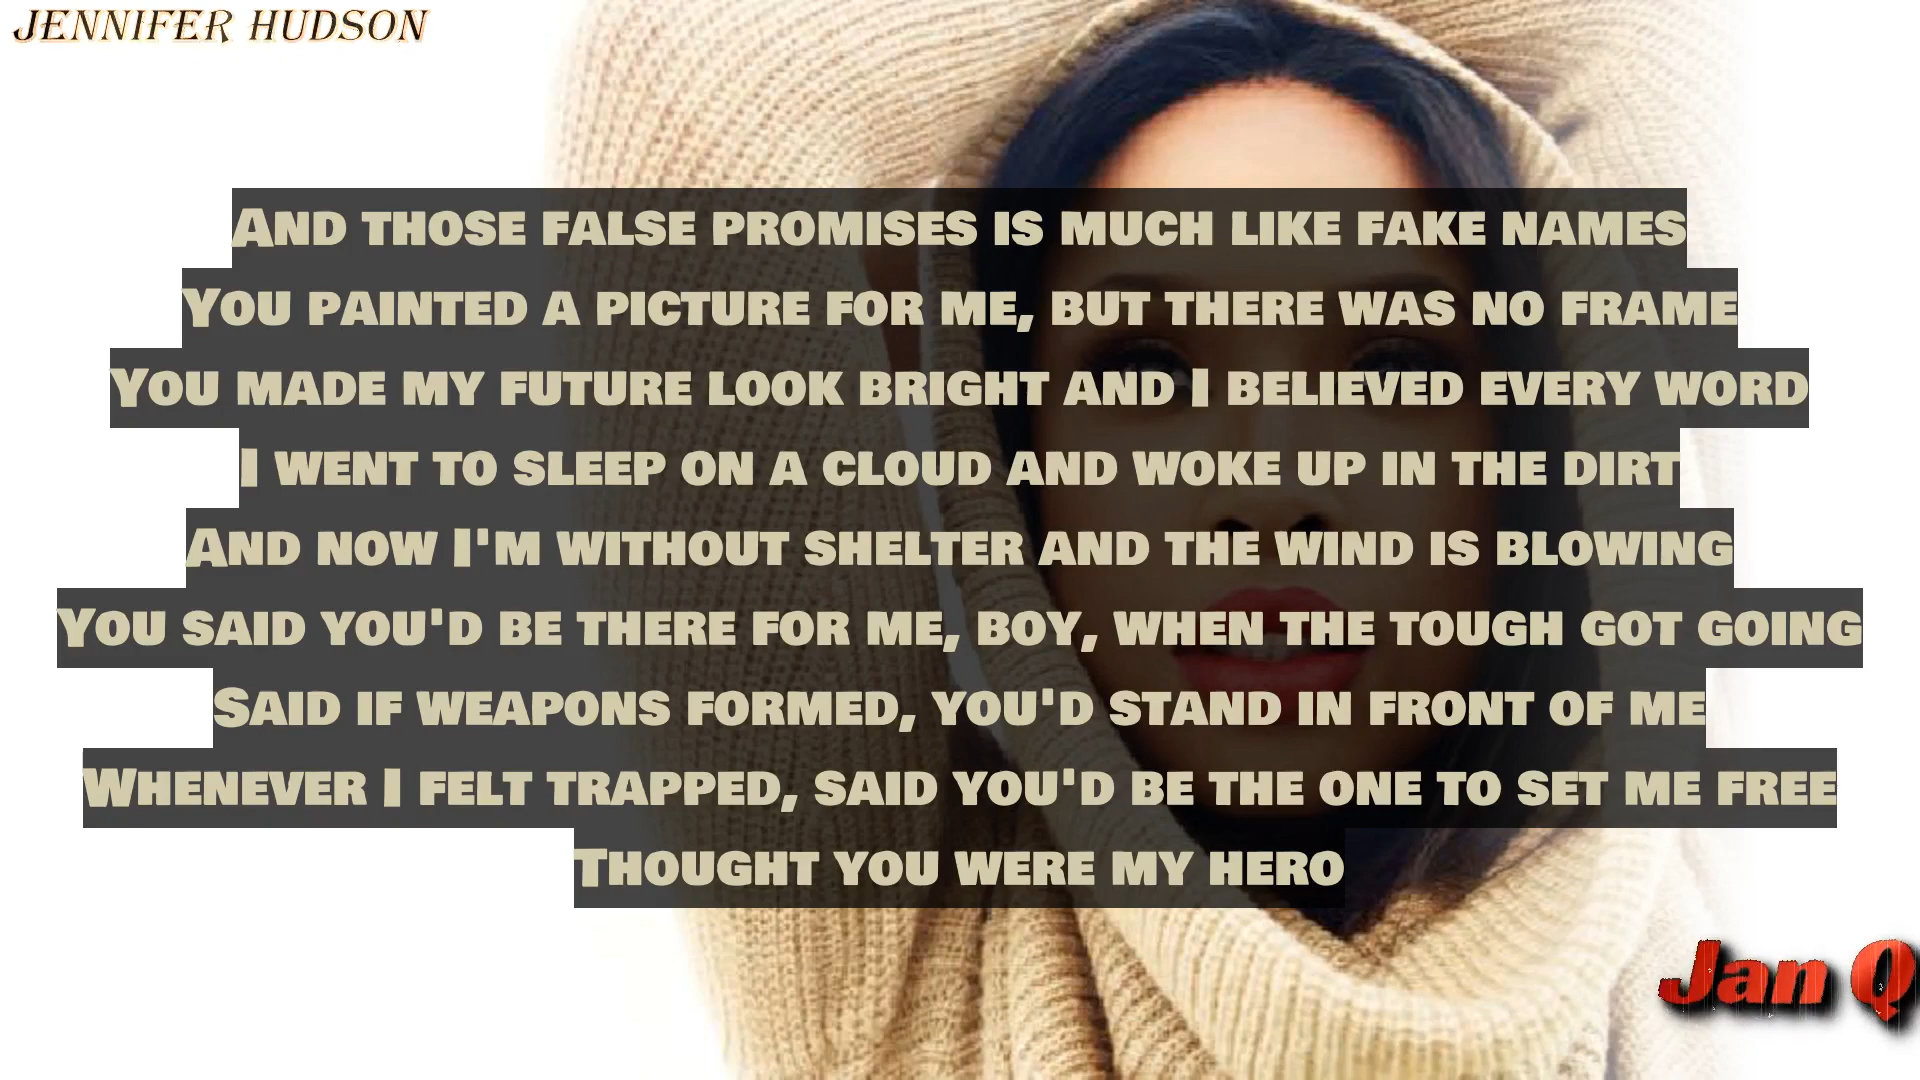 JENNIFER HUDSON
And those false promises is much like fake names
You painted a picture for me, but there was no frame
You made my future look bright and I believed every word
I went to sleep on a cloud and woke up in the dirt
And now I'm without shelter and the wind is blowing
You said you'd be there for me, boy, when the tough got going
Said if weapons formed, you'd stand in front of me
Whenever I felt trapped, said you'd be the one to set me free
Thought you were my hero
Jan Q